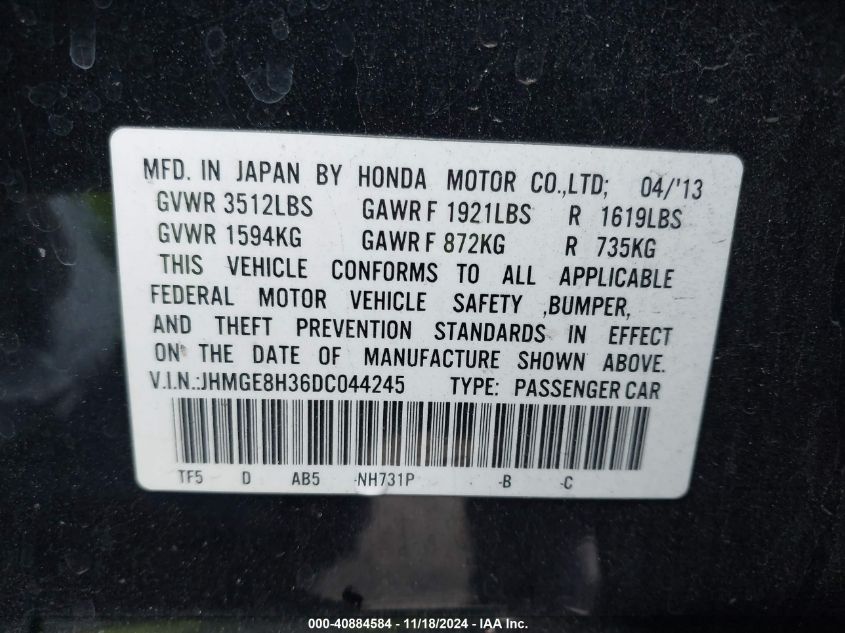 MFD. IN JAPAN BY HONDA MOTOR CO.,LTD; 04/'13
GVWR 3512LBS GAWR F 1921LBS R 1619LBS
GVWR 1594KG GAWR F 872KG R 735KG
THIS VEHICLE CONFORMS TO ALL APPLICABLE
FEDERAL MOTOR VEHICLE SAFETY ,BUMPER,
AND THEFT PREVENTION STANDARDS IN EFFECT
ON THE DATE OF MANUFACTURE SHOWN ABOVE.
V.I.N.:JHMGE8H36DC044245 TYPE: PASSENGER CAR
TF5 D AB5 -NH731P -B -C
000-40884584 - 11/18/2024 - IAA Inc.